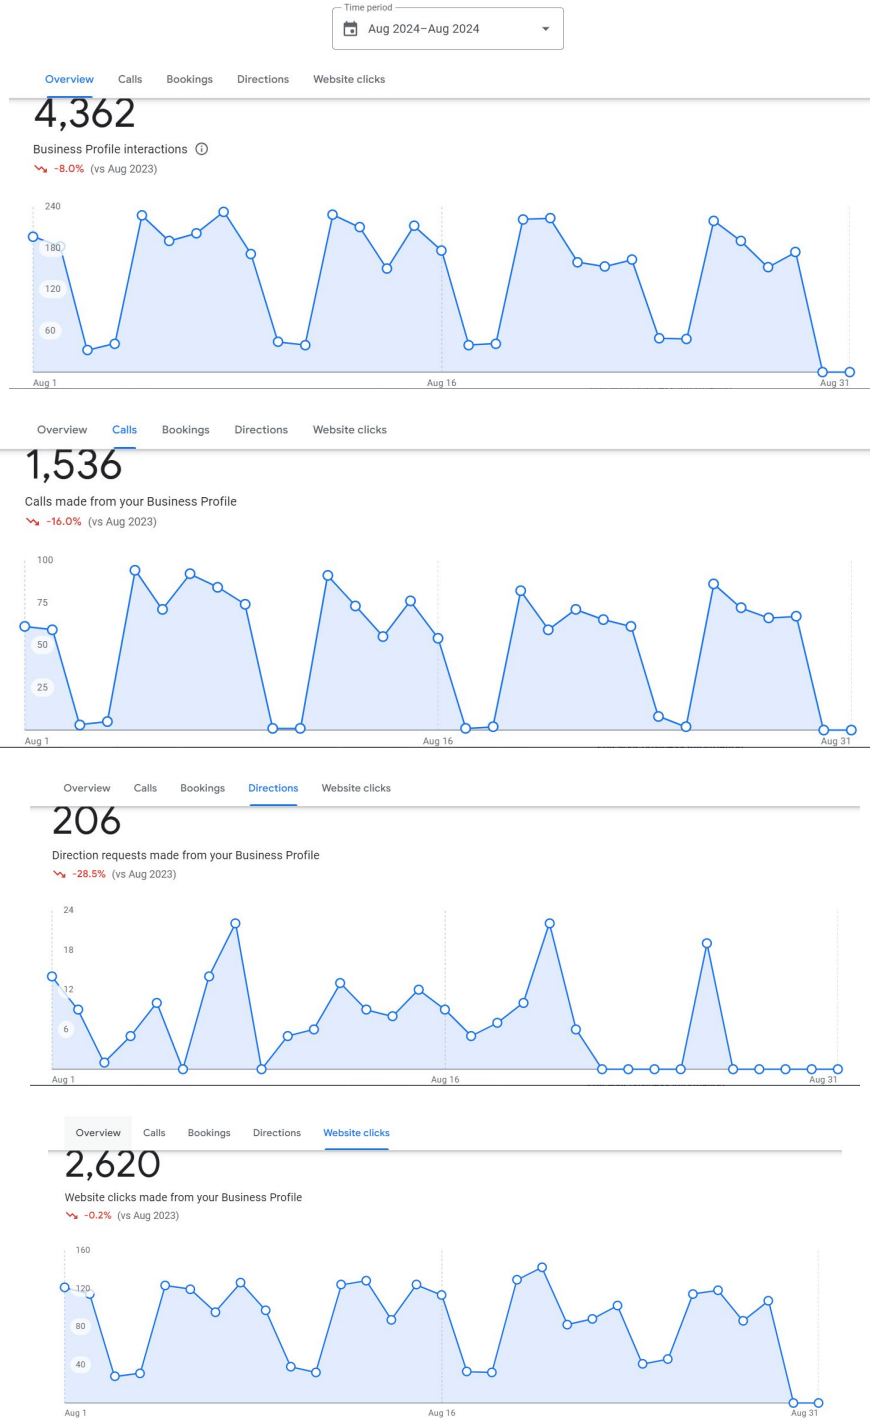 Time period
Aug 2024–Aug 2024
Overview Calls Bookings Directions Website clicks
4,362
Business Profile interactions
-8.0% (vs Aug 2023)
240
180
120
60
Aug 1 Aug 16 Aug 31
Overview Calls Bookings Directions Website clicks
1,536
Calls made from your Business Profile
-16.0% (vs Aug 2023)
100
75
50
25
Aug 1 Aug 16 Aug 31
Overview Calls Bookings Directions Website clicks
206
Direction requests made from your Business Profile
-28.5% (vs Aug 2023)
24
18
12
6
Aug 1 Aug 16 Aug 31
Overview Calls Bookings Directions Website clicks
2,620
Website clicks made from your Business Profile
-0.2% (vs Aug 2023)
160
120
80
40
Aug 1 Aug 16 Aug 31